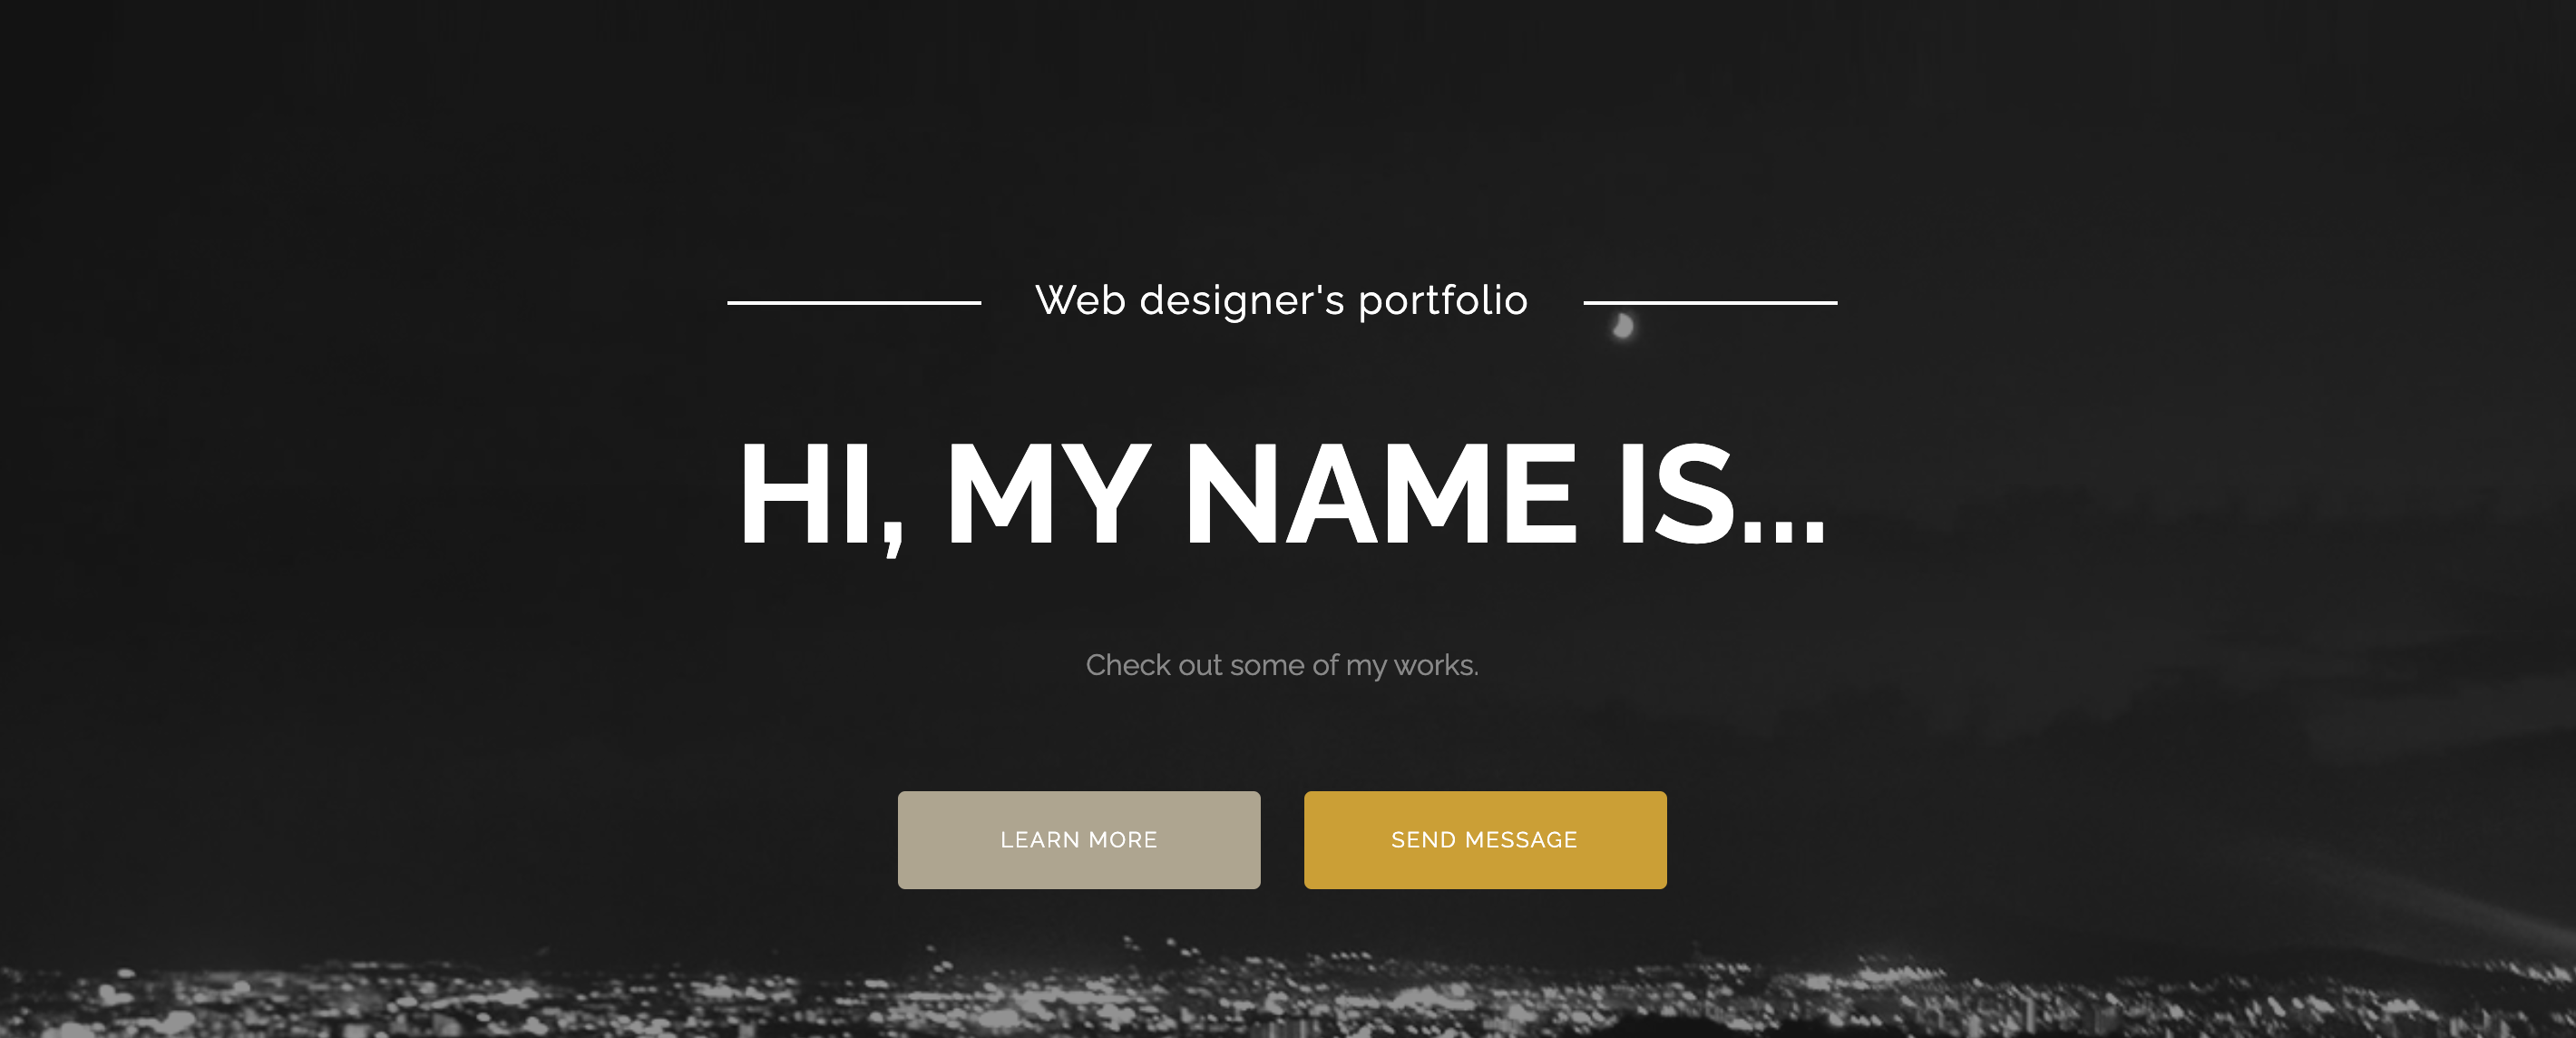 Web designer's portfolio
HI, MY NAME IS...
Check out some of my works.
LEARN MORE
SEND MESSAGE